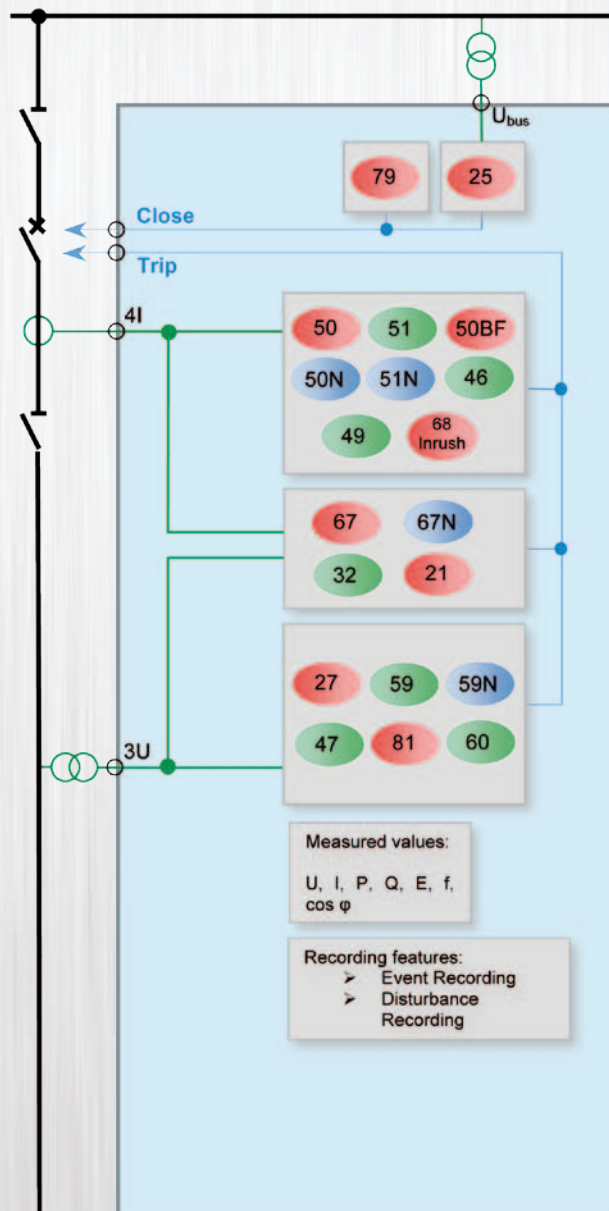 U bus
79 25
Close
Trip
4I
50 51 50BF
50N 51N 46
49 68
Inrush
67 67N
32 21
27 59 59N
47 81 60
3U
Measured values:
U, I, P, Q, E, f,
cos φ
Recording features:
➢ Event Recording
➢ Disturbance
Recording